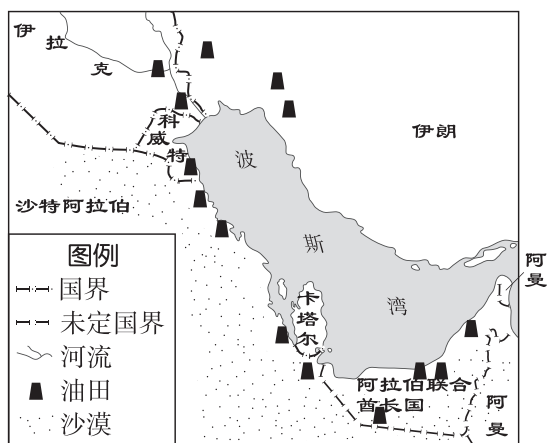 伊拉克
伊朗
科威特
波斯湾
沙特阿拉伯
阿曼
卡塔尔
阿拉伯联合
酋长国
阿曼
图例
国界
未定国界
河流
油田
沙漠